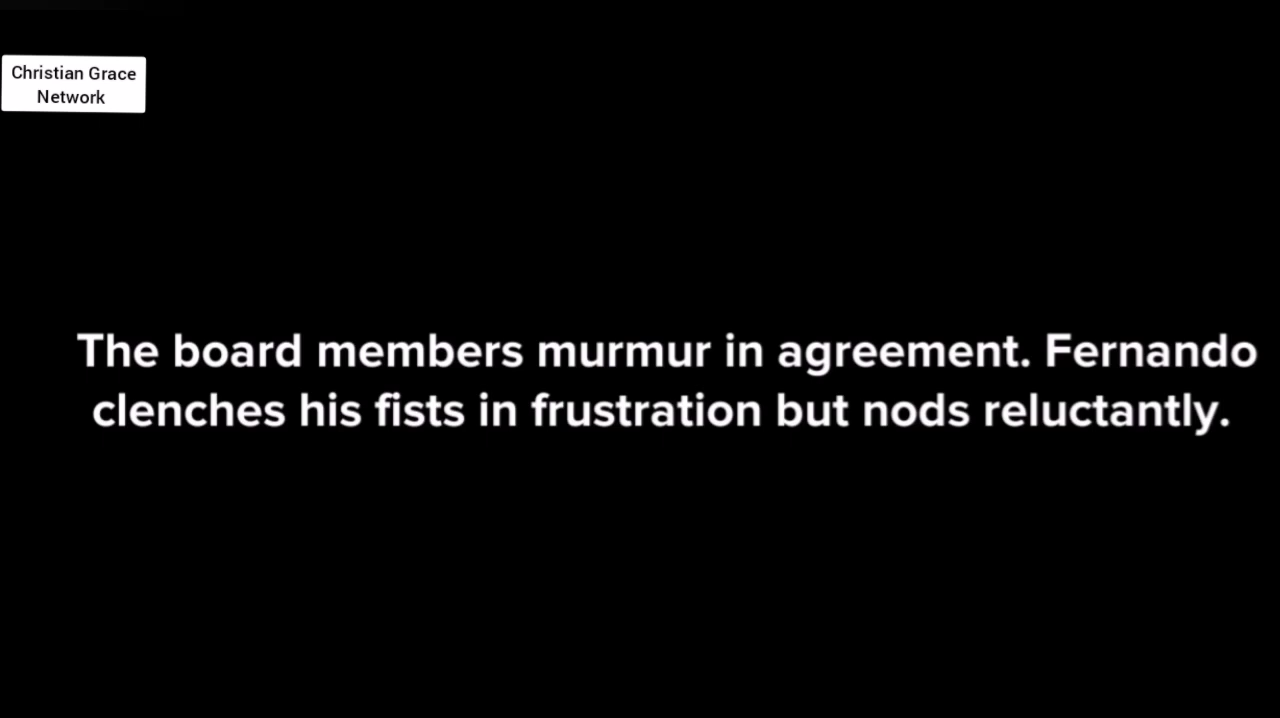 Christian Grace
Network
The board members murmur in agreement. Fernando
clenches his fists in frustration but nods reluctantly.